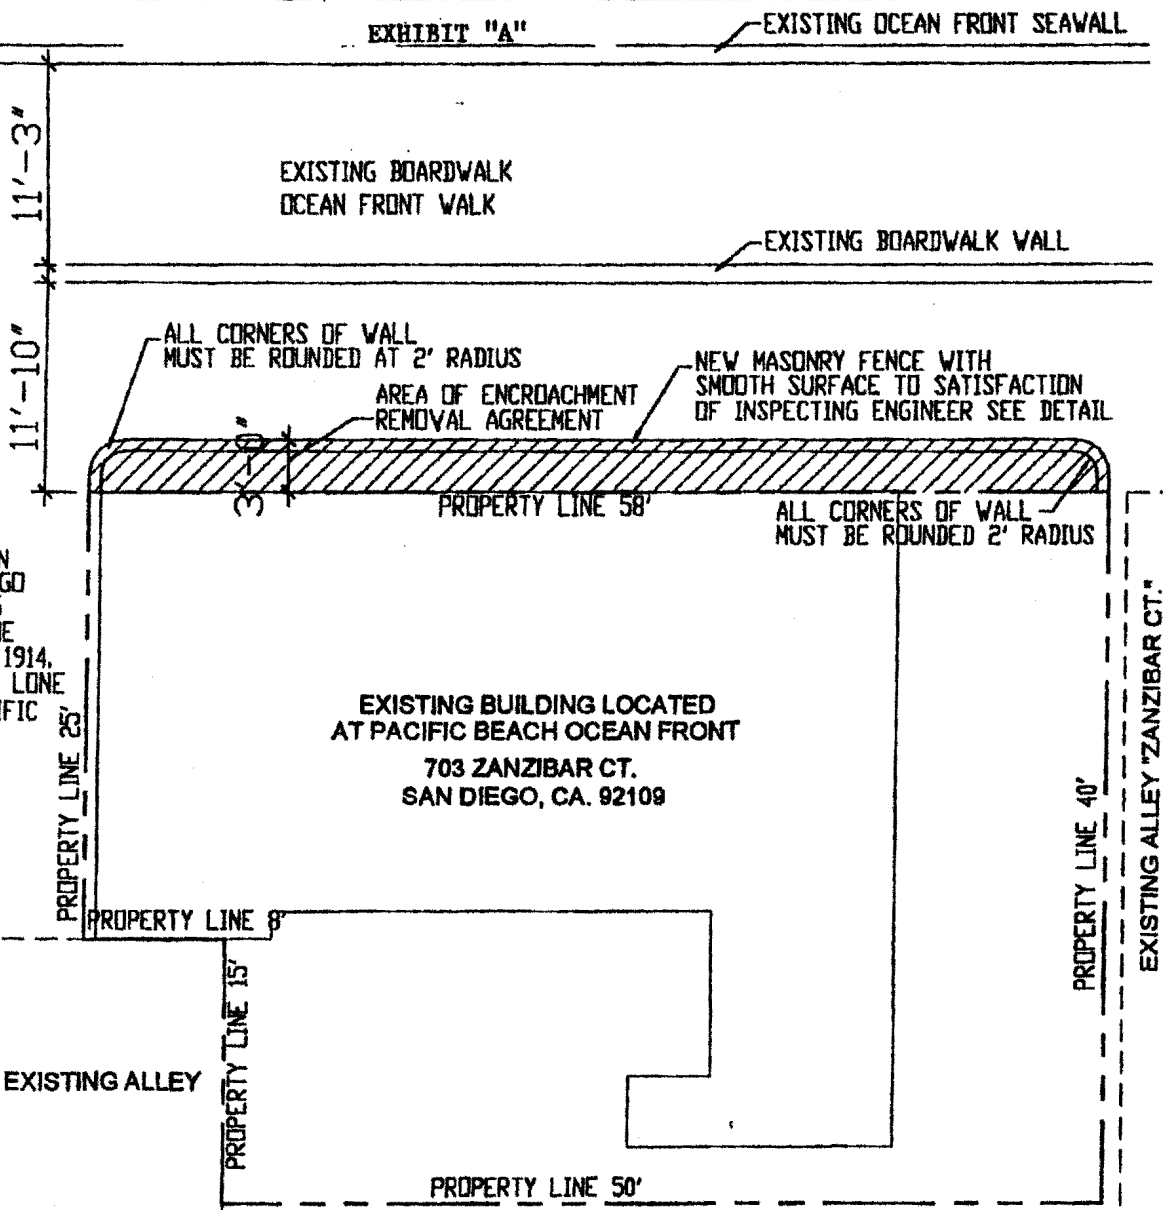 EXHIBIT "A"
EXISTING OCEAN FRONT SEAWALL
11'-3"
EXISTING BOARDWALK
OCEAN FRONT WALK
EXISTING BOARDWALK WALL
11'-10"
ALL CORNERS OF WALL
MUST BE ROUNDED AT 2' RADIUS
AREA OF ENCROACHMENT
REMOVAL AGREEMENT
NEW MASONRY FENCE WITH
SMOOTH SURFACE TO SATISFACTION
OF INSPECTING ENGINEER SEE DETAIL
3'-0"
PROPERTY LINE 58'
ALL CORNERS OF WALL
MUST BE ROUNDED 2' RADIUS
N
GO
E
1914,
LONE
IFIC
PROPERTY LINE 25'
EXISTING BUILDING LOCATED
AT PACIFIC BEACH OCEAN FRONT
703 ZANZIBAR CT.
SAN DIEGO, CA. 92109
PROPERTY LINE 40'
EXISTING ALLEY "ZANZIBAR CT."
PROPERTY LINE 8'
PROPERTY LINE 15'
EXISTING ALLEY
PROPERTY LINE 50'